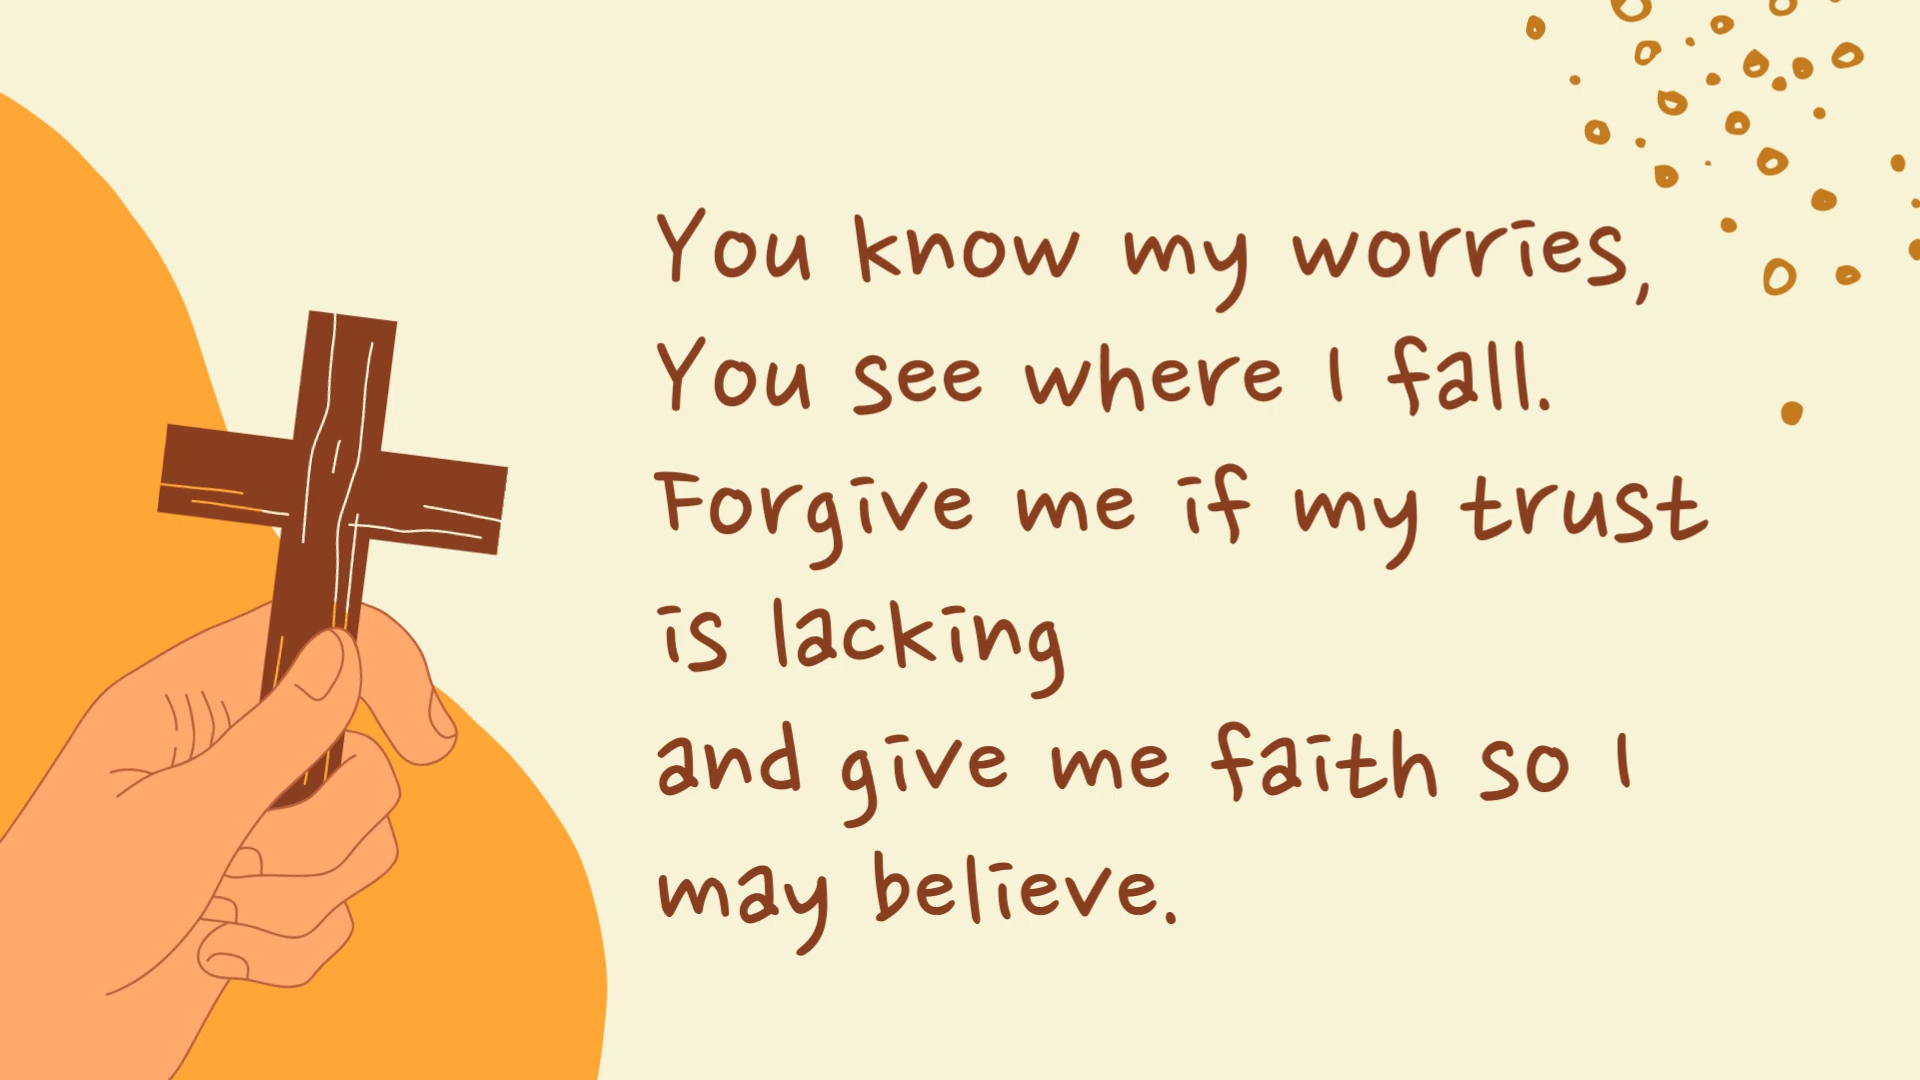 You know my worries,
You see where I fall.
Forgive me if my trust
is lacking
and give me faith so I
may believe.